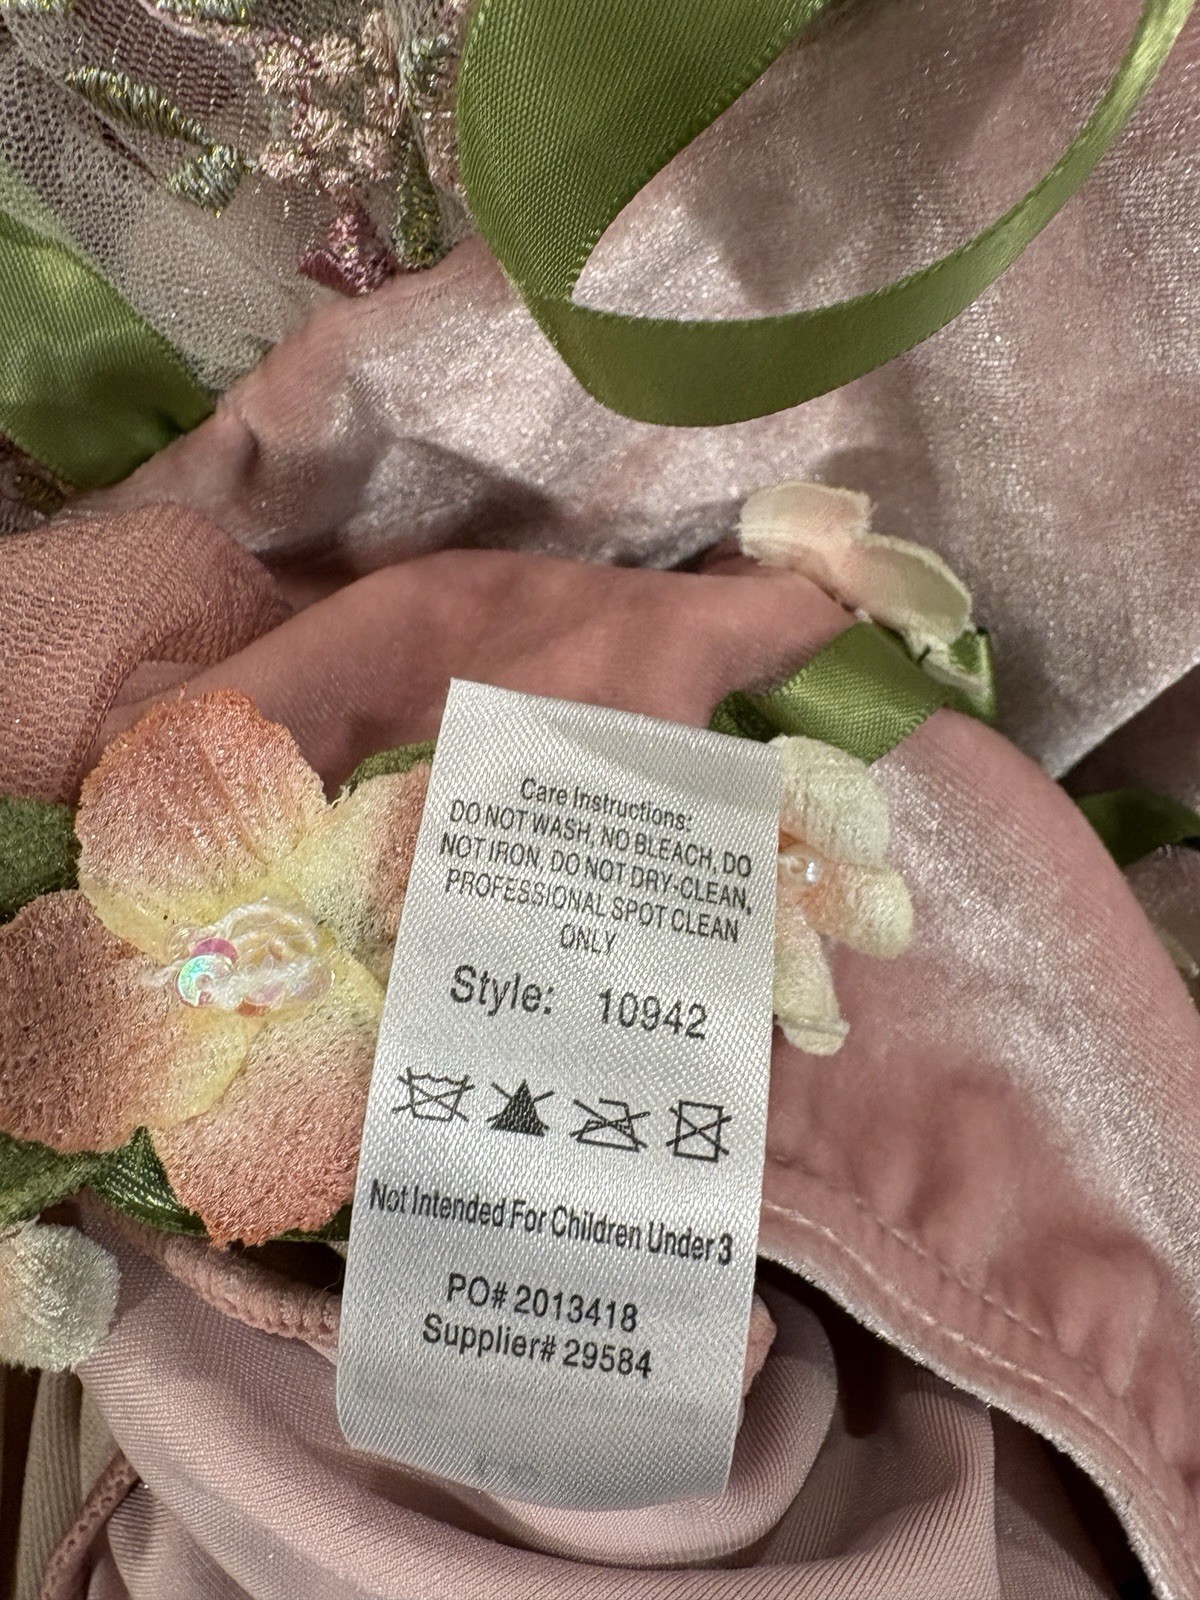 Care Instructions:
DO NOT WASH, NO BLEACH, DO
NOT IRON, DO NOT DRY-CLEAN,
PROFESSIONAL SPOT CLEAN
ONLY
Style: 10942
Not Intended For Children Under 3
PO# 2013418
Supplier# 29584